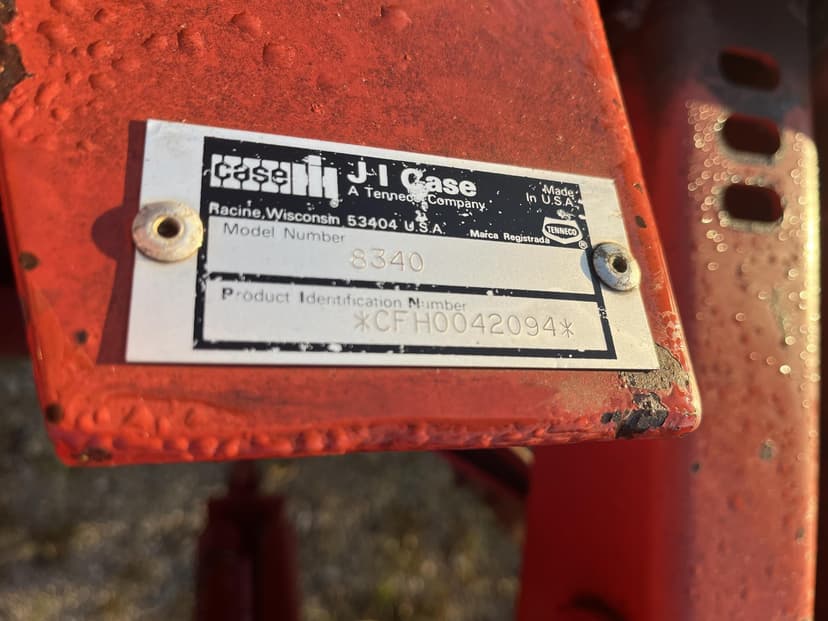 case IH
J I Case
A Tenneco Company
Made
In U.S.A.
Racine, Wisconsin 53404 U.S.A.
Marca Registrada
TENNECO
®
Model Number
8340
Product Identification Number
*CFH0042094*